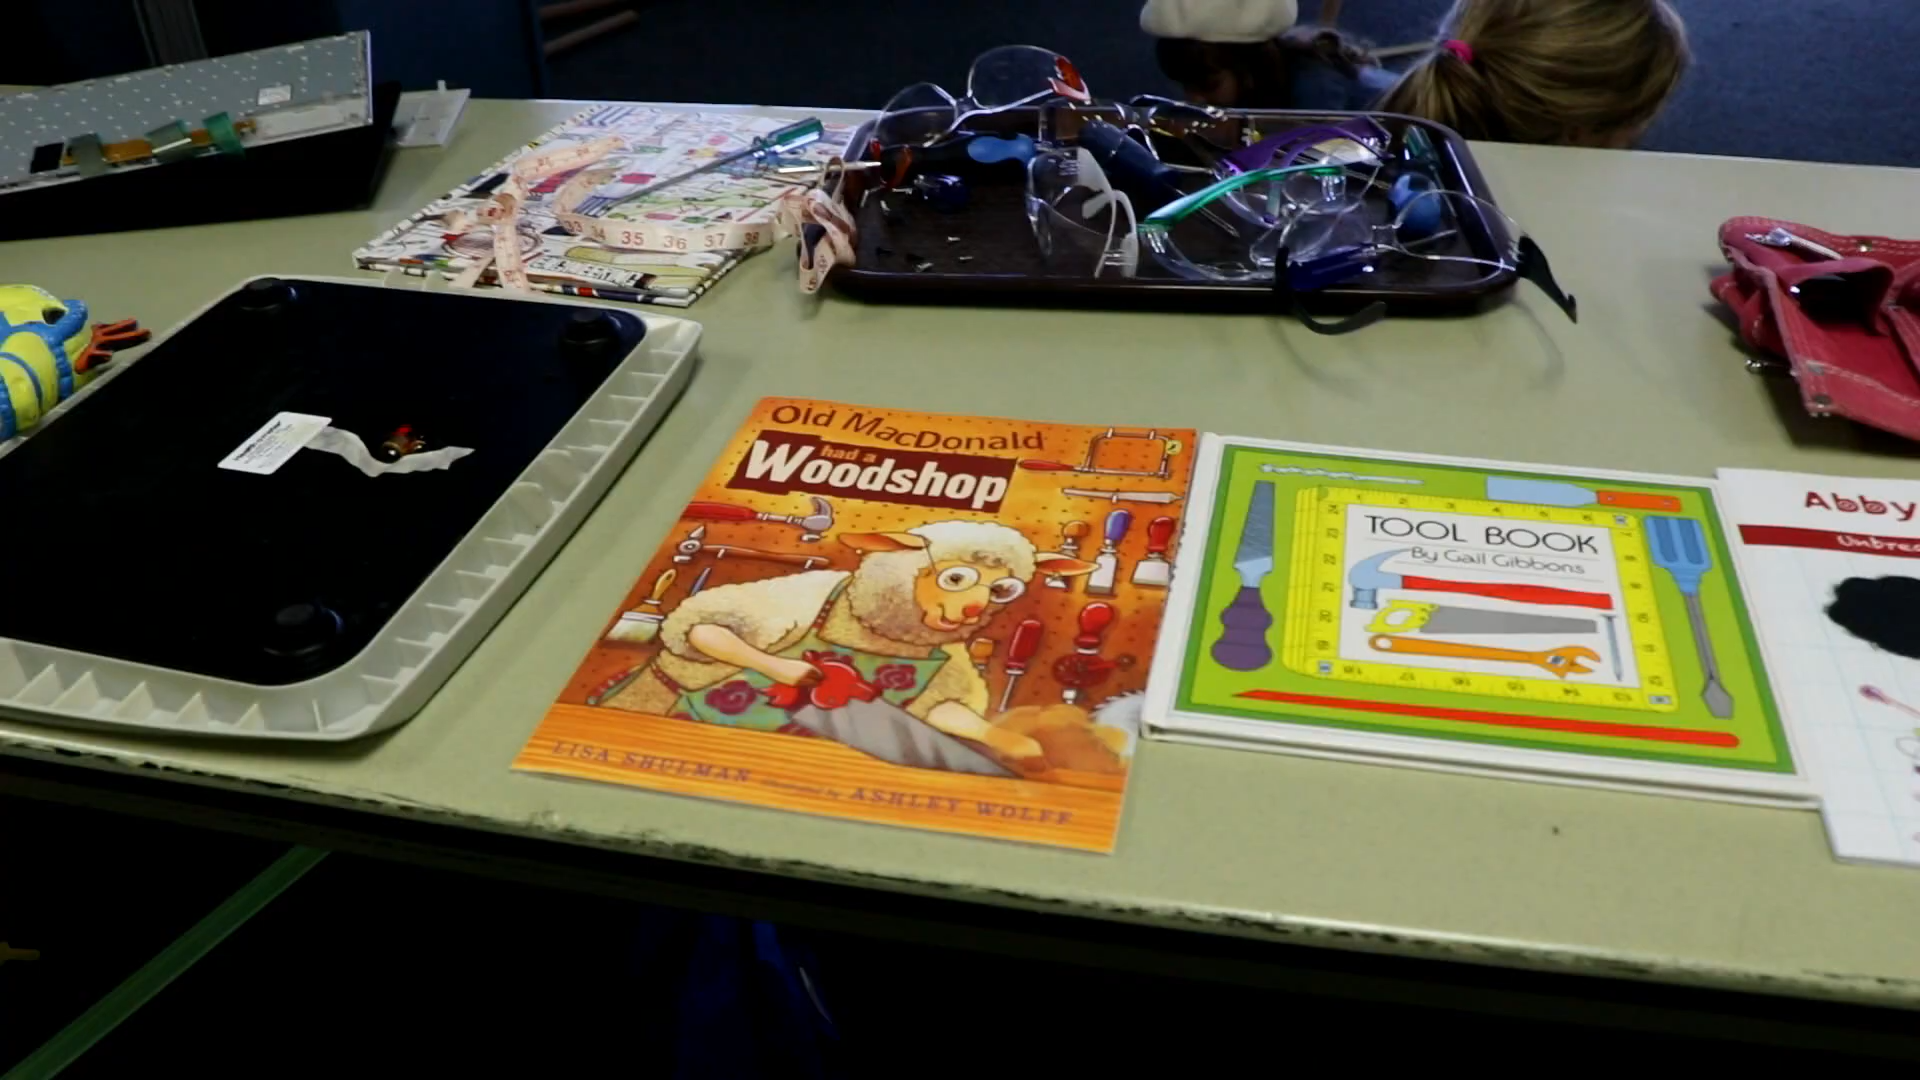 35 36 37 38
ENGINEERING
Old MacDonald
had a
Woodshop
LISA SHULMAN illustrated by ASHLEY WOLFF
TOOL BOOK
By Gail Gibbons
Abby